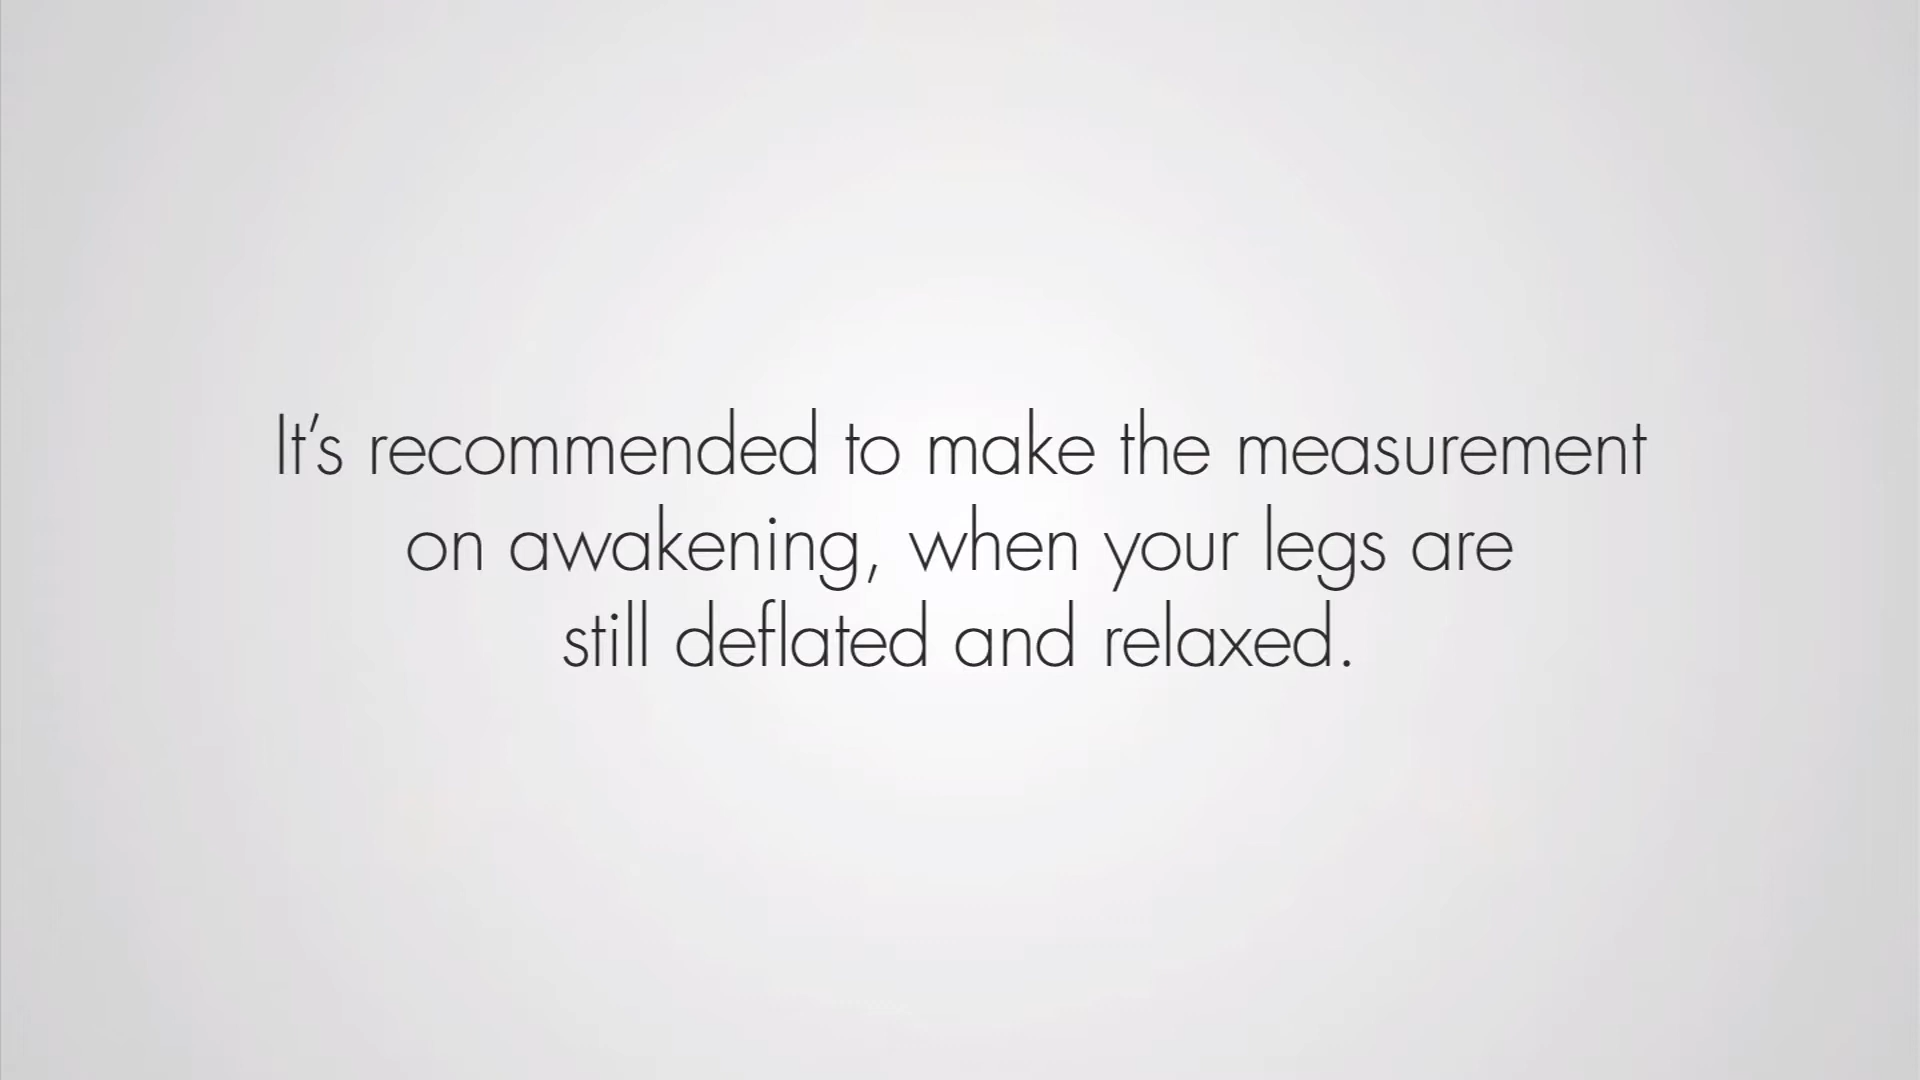 It’s recommended to make the measurement
on awakening, when your legs are
still deflated and relaxed.